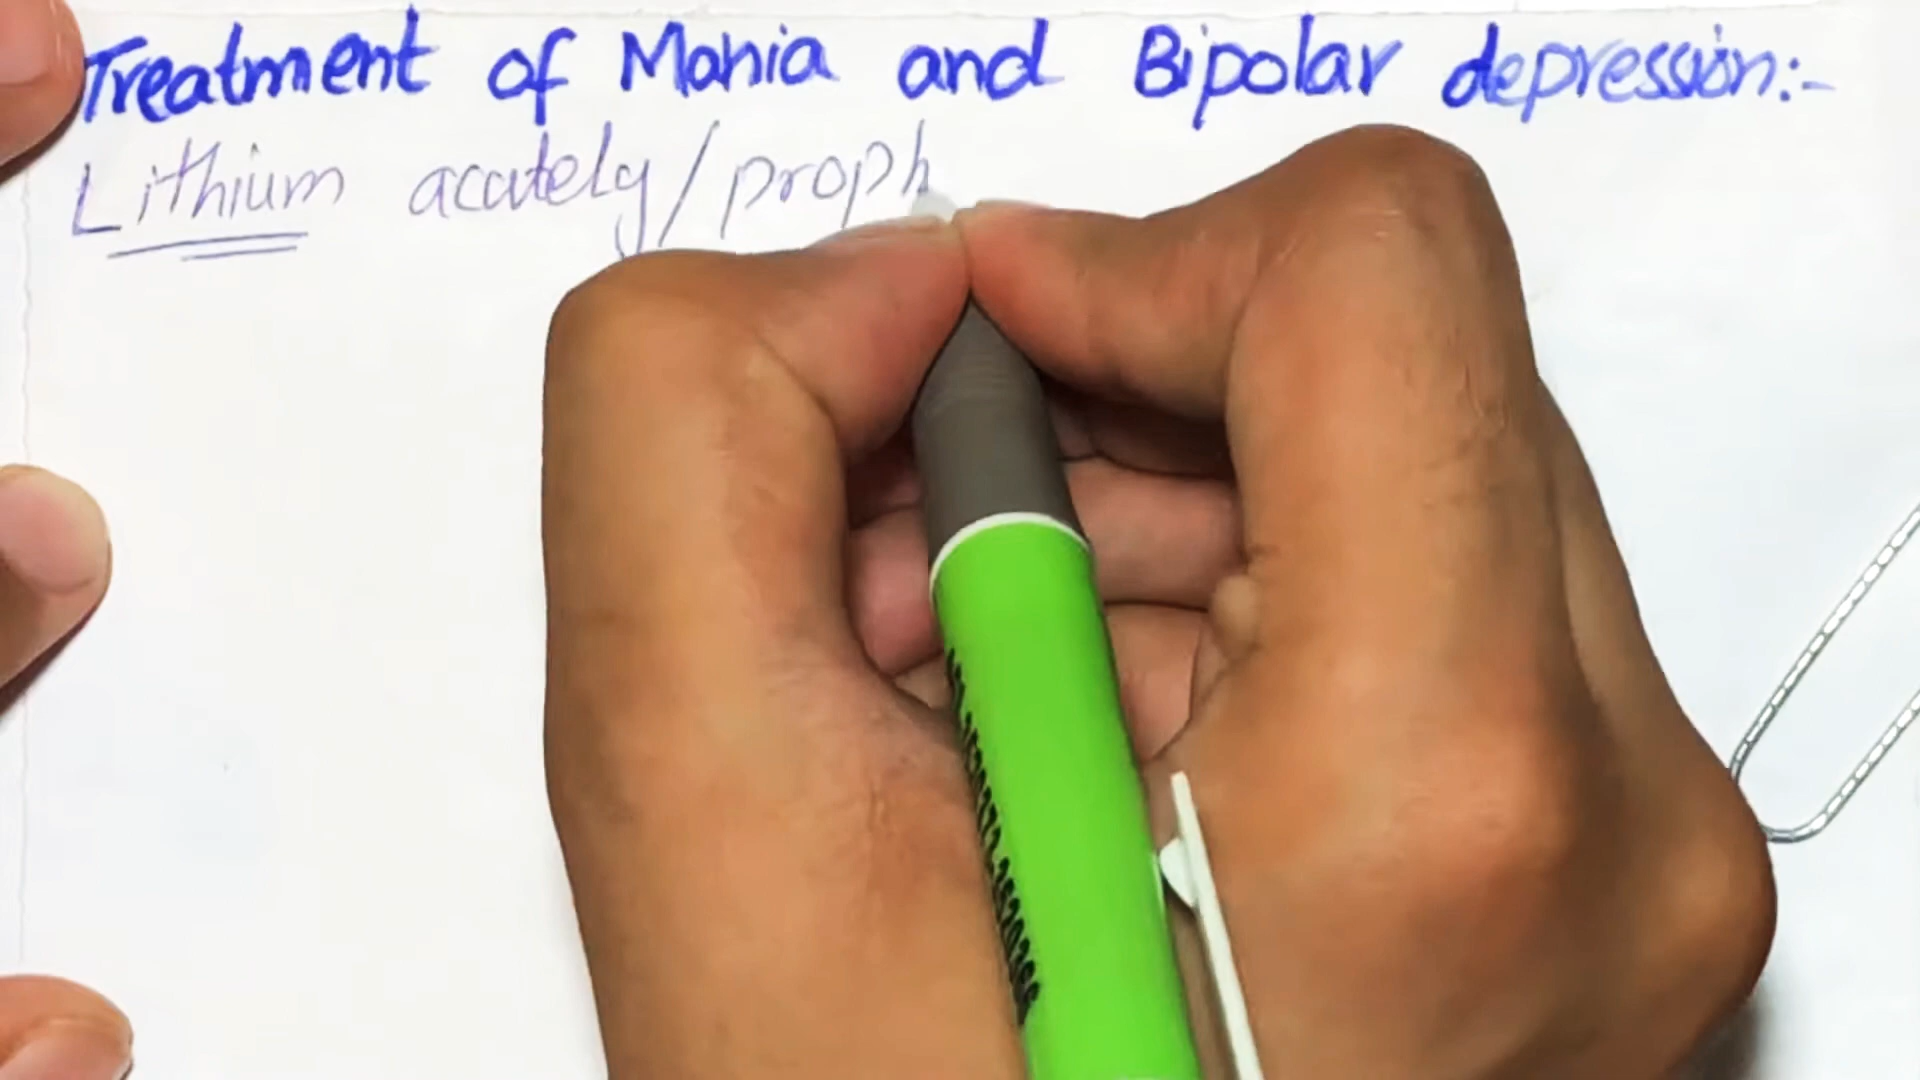 Treatment of Mania and Bipolar depression:-
Lithium acutely/proph